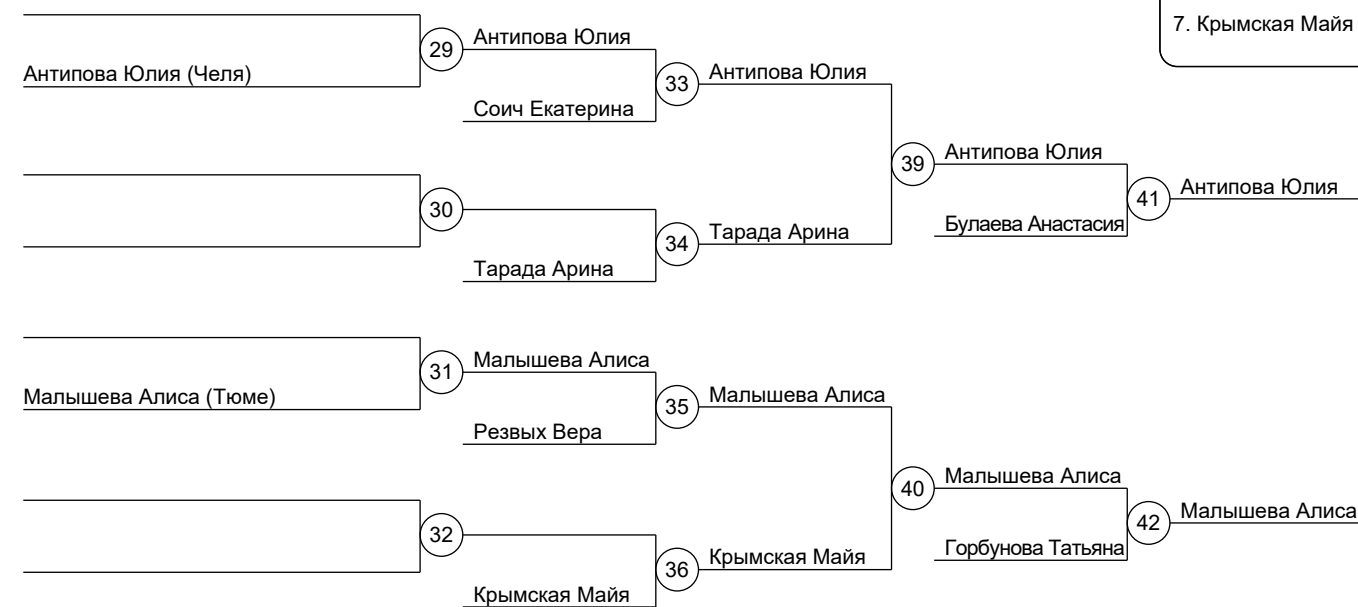 7. Крымская Майя
29
Антипова Юлия
Антипова Юлия (Челя)
33
Антипова Юлия
Соич Екатерина
39
Антипова Юлия
30
41
Антипова Юлия
34
Тарада Арина
Булаева Анастасия
Тарада Арина
31
Малышева Алиса
Малышева Алиса (Тюме)
35
Малышева Алиса
Резвых Вера
40
Малышева Алиса
32
42
Малышева Алиса
36
Крымская Майя
Горбунова Татьяна
Крымская Майя